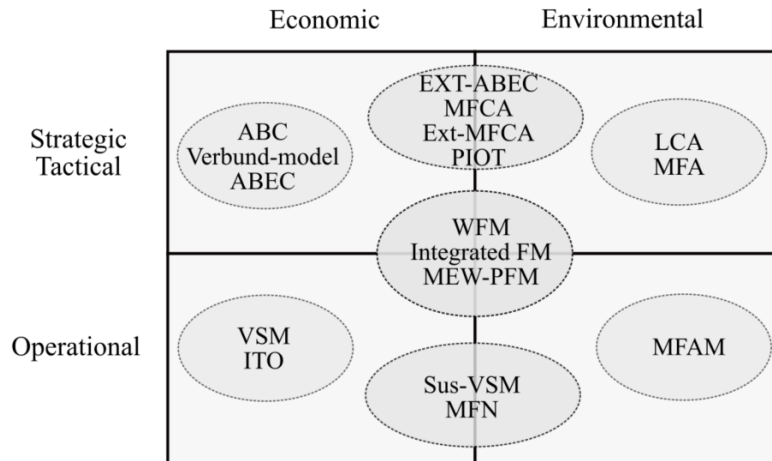 Economic
Environmental
Strategic
Tactical
ABC
Verbund-model
ABEC
EXT-ABEC
MFCA
Ext-MFCA
PIOT
LCA
MFA
WFM
Integrated FM
MEW-PFM
Operational
VSM
ITO
Sus-VSM
MFN
MFAM